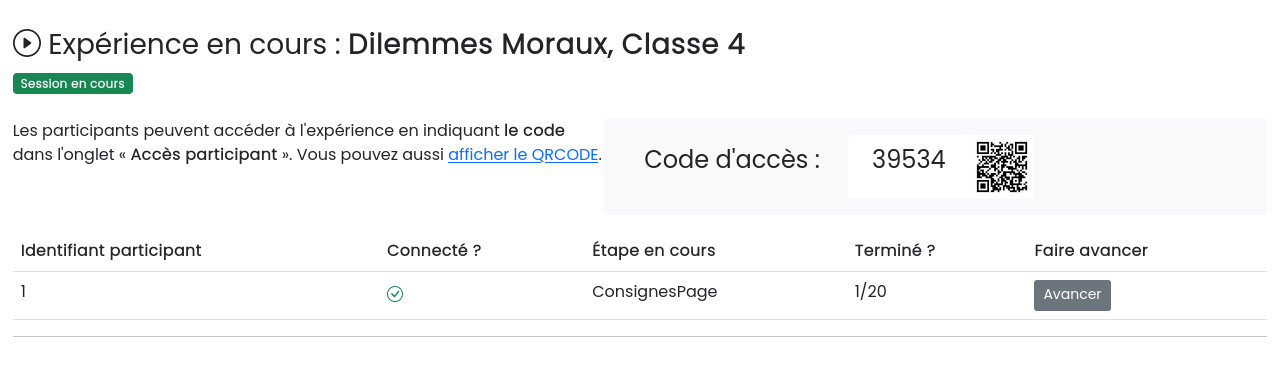 Expérience en cours : Dilemmes Moraux, Classe 4
Session en cours
Les participants peuvent accéder à l'expérience en indiquant le code
dans l'onglet « Accès participant ». Vous pouvez aussi afficher le QRCODE.
Code d'accès : 39534
Identifiant participant Connecté ? Étape en cours Terminé ? Faire avancer
1 ConsignesPage 1/20 Avancer